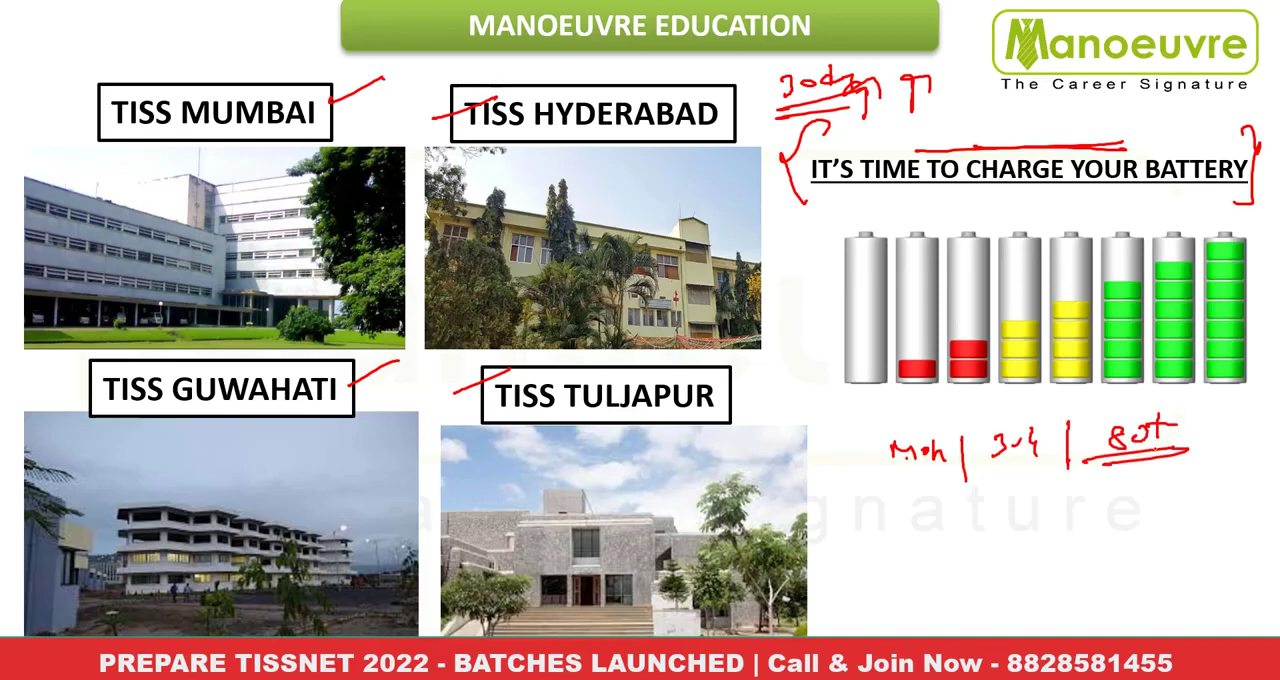 MANOEUVRE EDUCATION
Manoeuvre
The Career Signature
TISS MUMBAI
TISS HYDERABAD
IT'S TIME TO CHARGE YOUR BATTERY
TISS GUWAHATI
TISS TULJAPUR
PREPARE TISSNET 2022 - BATCHES LAUNCHED | Call & Join Now - 8828581455